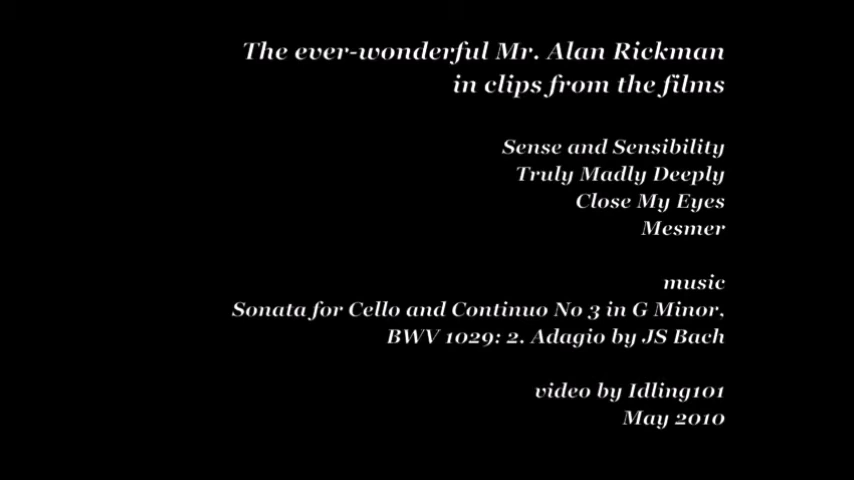 The ever-wonderful Mr. Alan Rickman
in clips from the films
Sense and Sensibility
Truly Madly Deeply
Close My Eyes
Mesmer
music
Sonata for Cello and Continuo No 3 in G Minor,
BWV 1029: 2. Adagio by JS Bach
video by Idling101
May 2010